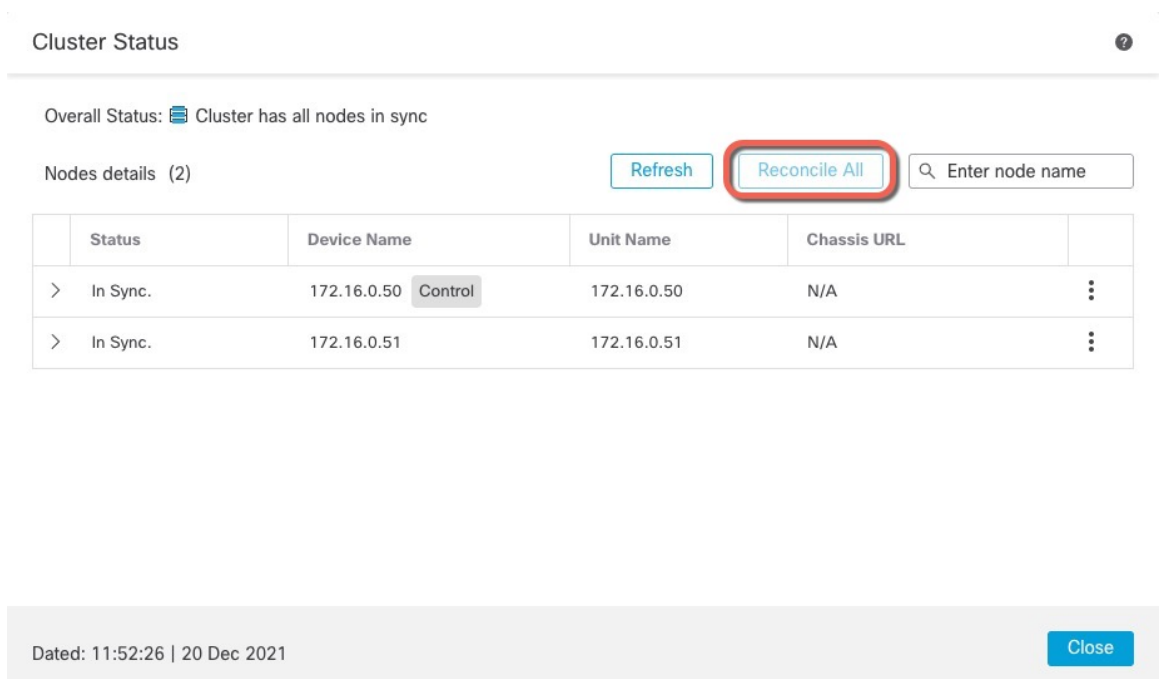 Cluster Status
Overall Status: Cluster has all nodes in sync
Nodes details (2) Refresh Reconcile All Enter node name
Status Device Name Unit Name Chassis URL
In Sync. 172.16.0.50 Control 172.16.0.50 N/A
In Sync. 172.16.0.51 172.16.0.51 N/A
Dated: 11:52:26 | 20 Dec 2021 Close